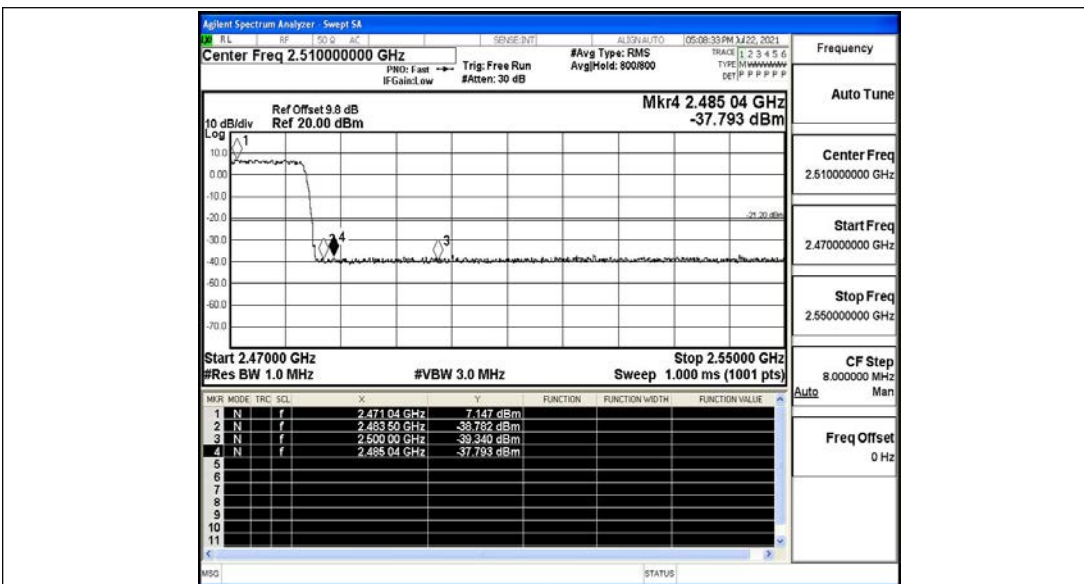 Agilent Spectrum Analyzer - Swept SA
RL RF 50 Ω AC SENSE:INT ALIGN AUTO 05:08:33 PM Jul 22, 2021
Center Freq 2.510000000 GHz
PNO: Fast
IFGain:Low
Trig: Free Run
#Atten: 30 dB
#Avg Type: RMS
Avg|Hold: 800/800
TRACE 1 2 3 4 5 6
TYPE M W W W W W
DET P P P P P P
Ref Offset 9.8 dB
10 dB/div Ref 20.00 dBm
Mkr4 2.485 04 GHz
-37.793 dBm
Log
10.0
0.00
-10.0
-20.0
-30.0
-40.0
-50.0
-60.0
-70.0
1
2 4
3
-21.20 dBm
Start 2.47000 GHz Stop 2.55000 GHz
#Res BW 1.0 MHz #VBW 3.0 MHz Sweep 1.000 ms (1001 pts)
MKR MODE TRC SCL X Y FUNCTION FUNCTION WIDTH FUNCTION VALUE
1 N f 2.471 04 GHz 7.147 dBm
2 N f 2.483 50 GHz -38.782 dBm
3 N f 2.500 00 GHz -39.340 dBm
4 N f 2.485 04 GHz -37.793 dBm
5
6
7
8
9
10
11
MSG STATUS
Frequency
Auto Tune
Center Freq
2.510000000 GHz
Start Freq
2.470000000 GHz
Stop Freq
2.550000000 GHz
CF Step
8.000000 MHz
Auto Man
Freq Offset
0 Hz